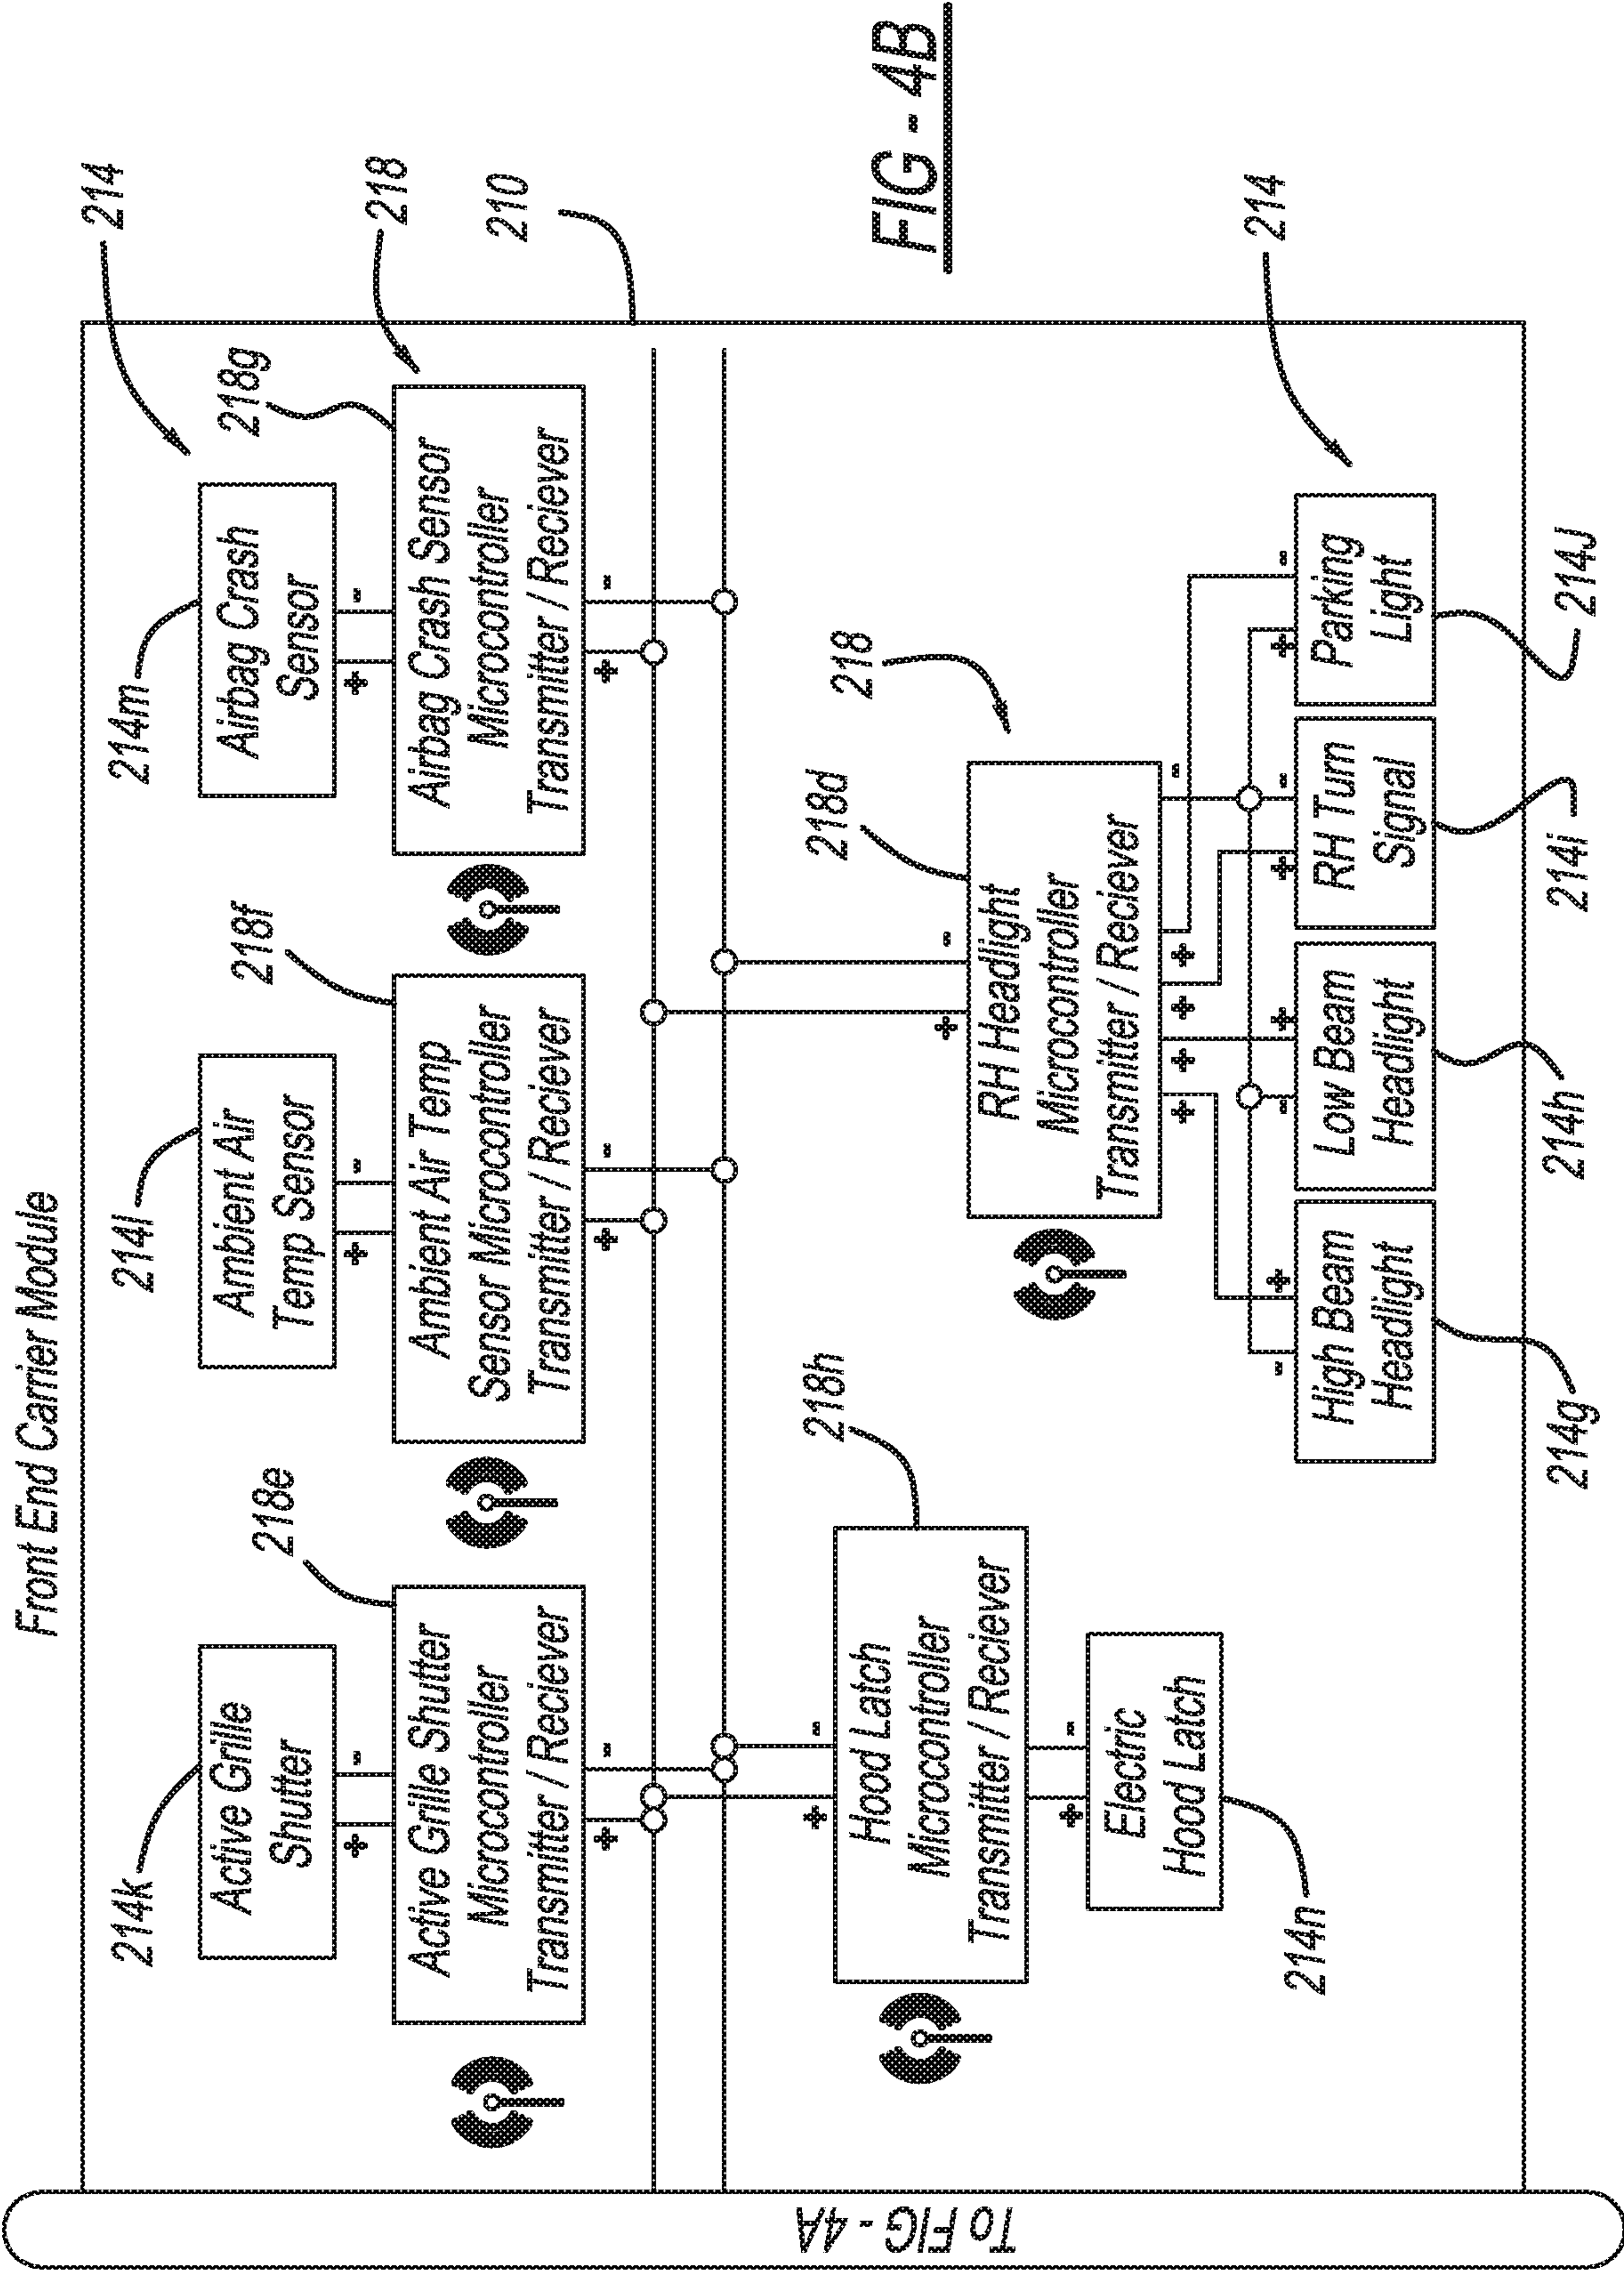 Front End Carrier Module
214k
Active Grille
Shutter
+
-
218e
Active Grille Shutter
Microcontroller
Transmitter / Reciever
+
-
214l
Ambient Air
Temp Sensor
+
-
218f
Ambient Air Temp
Sensor Microcontroller
Transmitter / Reciever
+
-
214m
Airbag Crash
Sensor
+
-
218g
Airbag Crash Sensor
Microcontroller
Transmitter / Reciever
+
-
214
218
210
To FIG - 4A
+
-
218h
Hood Latch
Microcontroller
Transmitter / Reciever
+
-
Electric
Hood Latch
214n
+
-
218d
218
RH Headlight
Microcontroller
Transmitter / Reciever
+
+
+
+
-
-
+
High Beam
Headlight
214g
-
+
Low Beam
Headlight
214h
+
-
RH Turn
Signal
214i
+
-
Parking
Light
214J
214
FIG - 4B